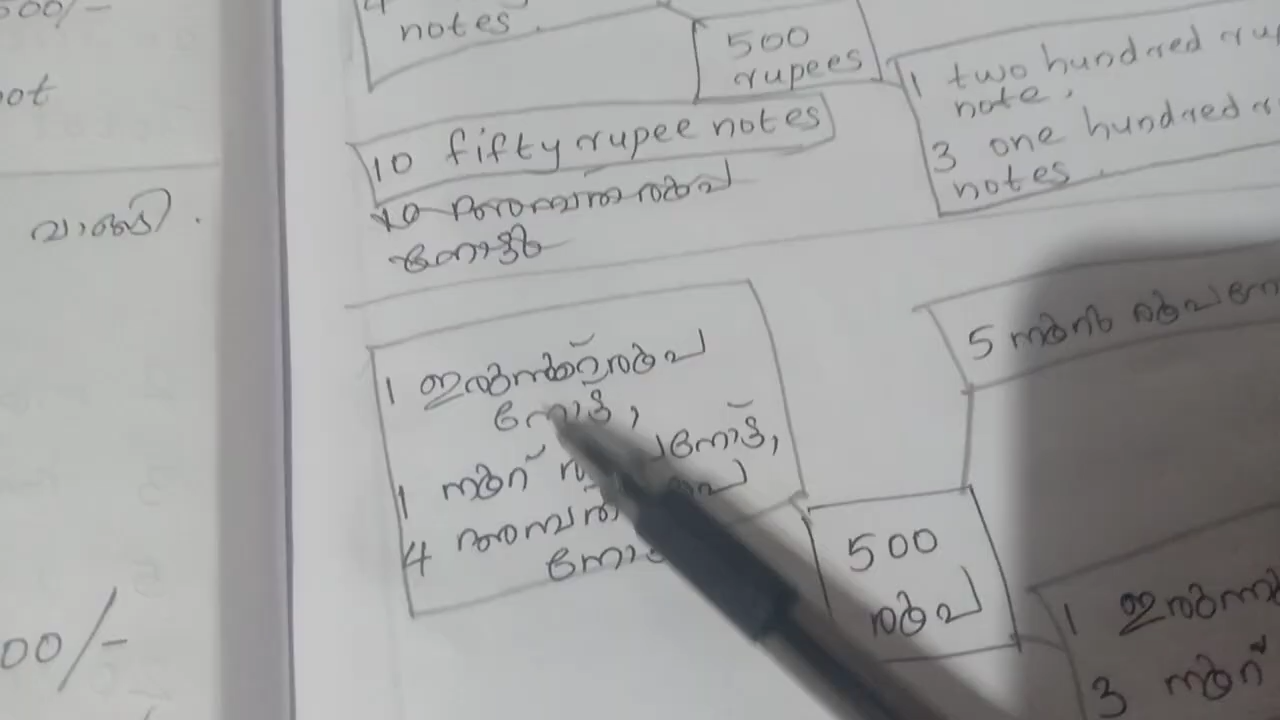 500/-
notes.
500
rupees
1 two hundred
note.
3 one hundred
notes.
10 fifty rupee notes
10 അമ്പത് രൂപ
നോട്ട്
വാങ്ങി.
1 ഇരുന്നൂറ് രൂപ
നോട്ട്,
1 നൂറ് നോട്ട്,
4 അമ്പത്
5 നൂറ് രൂപ
500
രൂപ
1
3 നൂറ്
00/-